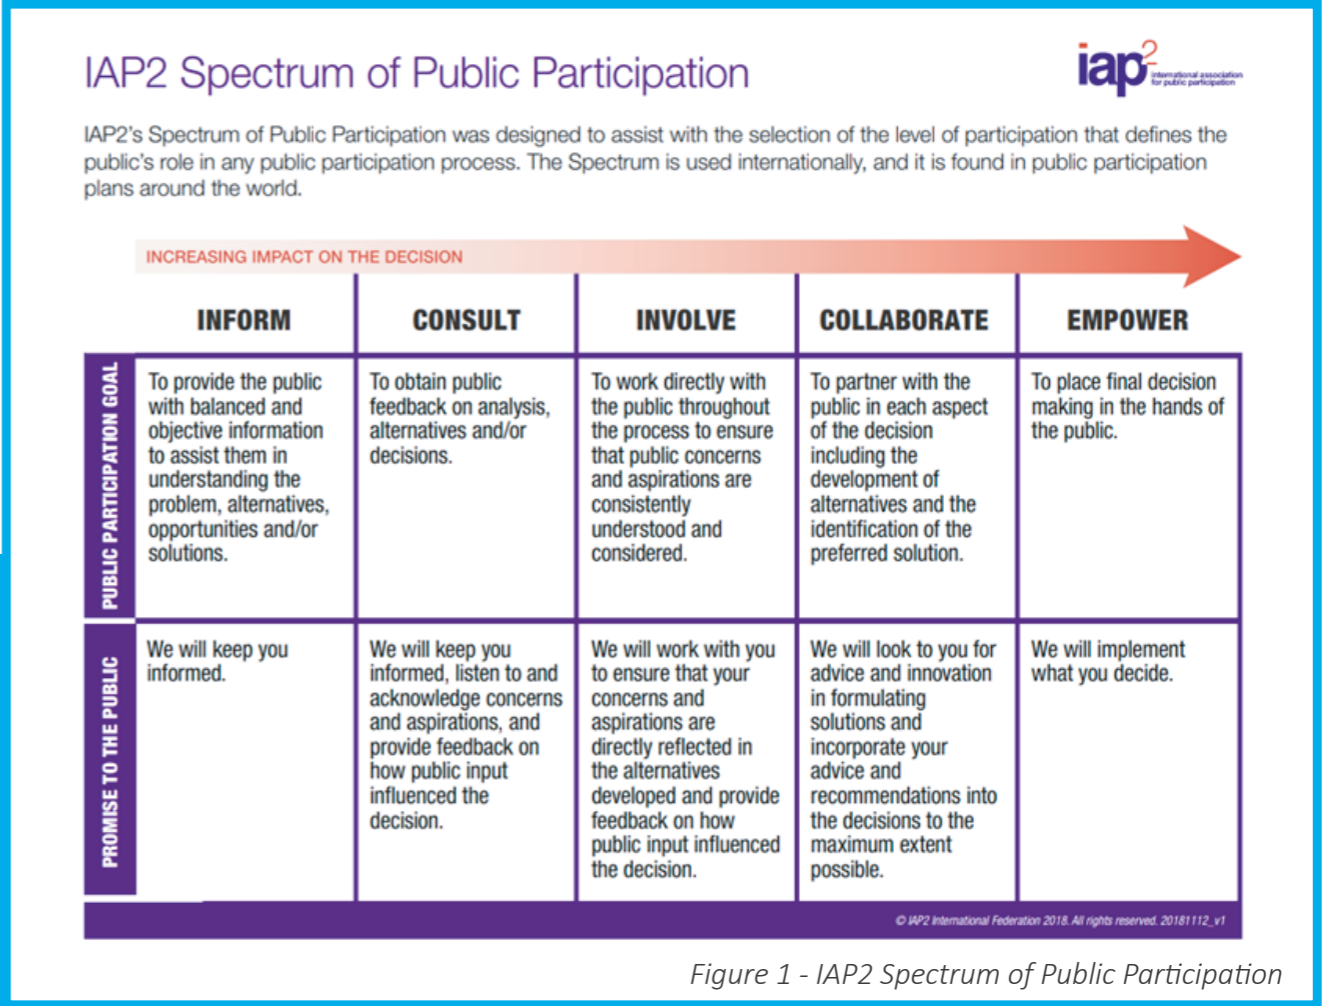 IAP2 Spectrum of Public Participation
iap2
international association
for public participation
IAP2's Spectrum of Public Participation was designed to assist with the selection of the level of participation that defines the
public's role in any public participation process. The Spectrum is used internationally, and it is found in public participation
plans around the world.
INCREASING IMPACT ON THE DECISION
INFORM
CONSULT
INVOLVE
COLLABORATE
EMPOWER
PUBLIC PARTICIPATION GOAL
To provide the public
with balanced and
objective information
to assist them in
understanding the
problem, alternatives,
opportunities and/or
solutions.
To obtain public
feedback on analysis,
alternatives and/or
decisions.
To work directly with
the public throughout
the process to ensure
that public concerns
and aspirations are
consistently
understood and
considered.
To partner with the
public in each aspect
of the decision
including the
development of
alternatives and the
identification of the
preferred solution.
To place final decision
making in the hands of
the public.
PROMISE TO THE PUBLIC
We will keep you
informed.
We will keep you
informed, listen to and
acknowledge concerns
and aspirations, and
provide feedback on
how public input
influenced the
decision.
We will work with you
to ensure that your
concerns and
aspirations are
directly reflected in
the alternatives
developed and provide
feedback on how
public input influenced
the decision.
We will look to you for
advice and innovation
in formulating
solutions and
incorporate your
advice and
recommendations into
the decisions to the
maximum extent
possible.
We will implement
what you decide.
© IAP2 International Federation 2018. All rights reserved. 20181112_v1
Figure 1 - IAP2 Spectrum of Public Participation